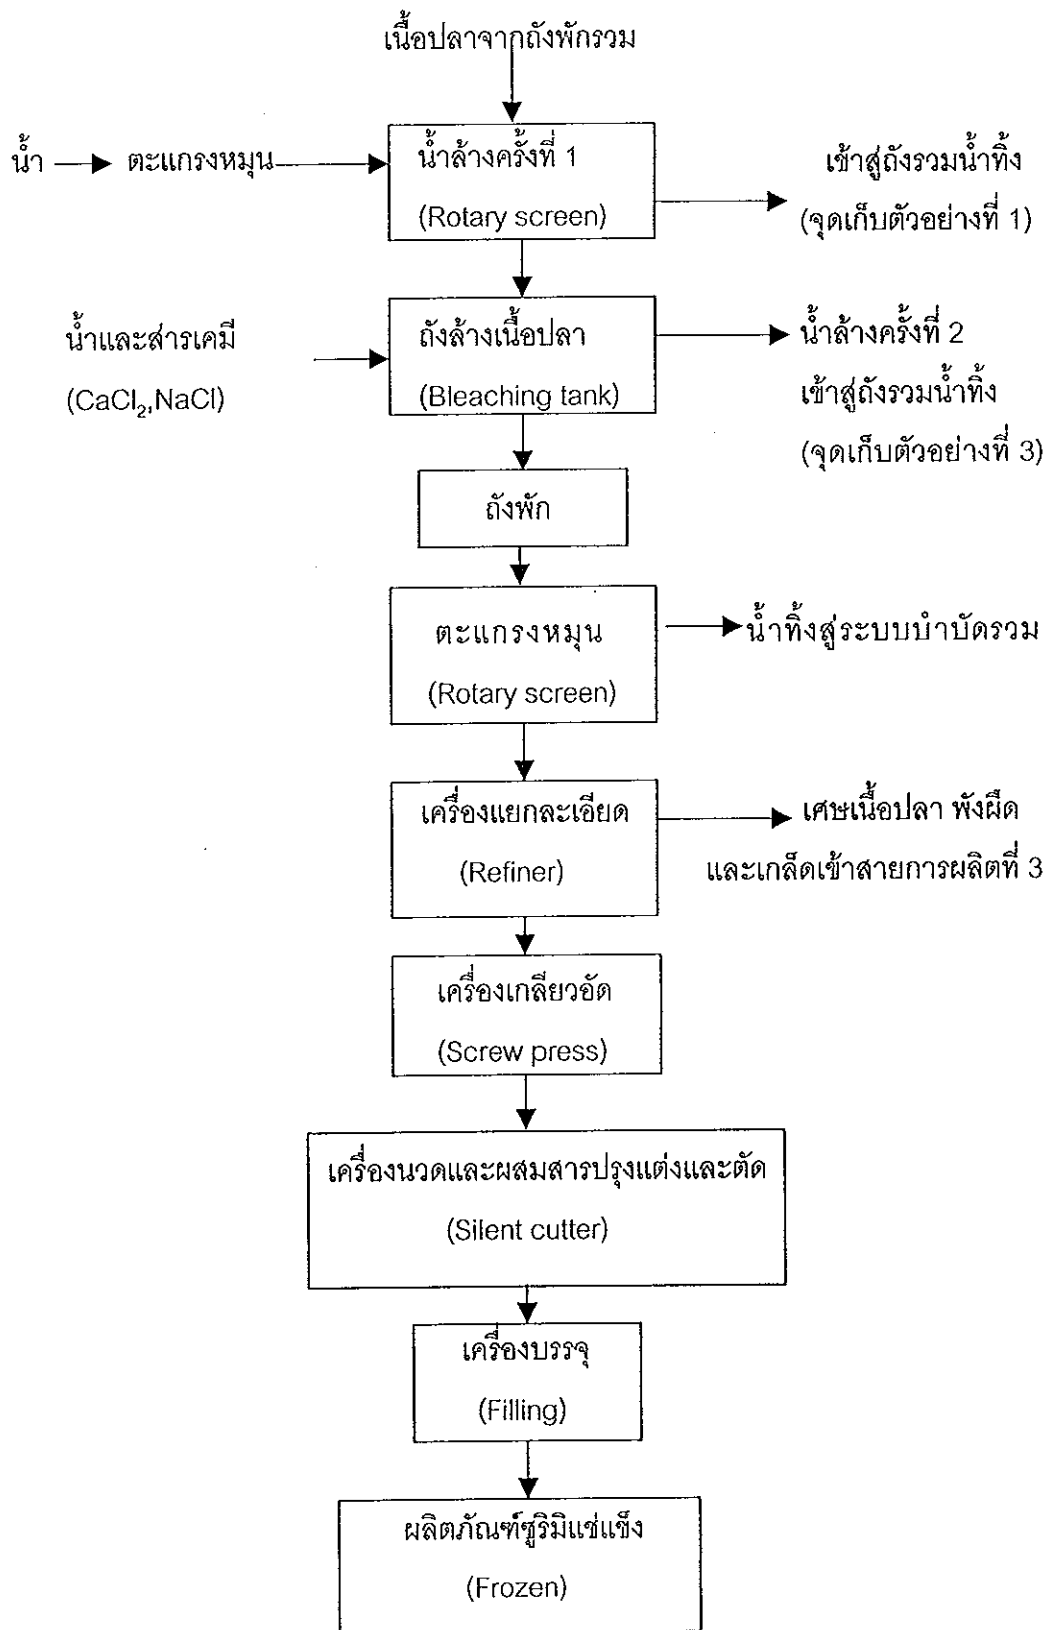 เนื้อปลาจากถังพักรวม
น้ำ
ตะแกรงหมุน
น้ำล้างครั้งที่ 1
(Rotary screen)
เข้าสู่ถังรวมน้ำทิ้ง
(จุดเก็บตัวอย่างที่ 1)
น้ำและสารเคมี
(CaCl₂,NaCl)
ถังล้างเนื้อปลา
(Bleaching tank)
น้ำล้างครั้งที่ 2
เข้าสู่ถังรวมน้ำทิ้ง
(จุดเก็บตัวอย่างที่ 3)
ถังพัก
ตะแกรงหมุน
(Rotary screen)
น้ำทิ้งสู่ระบบบำบัดรวม
เครื่องแยกละเอียด
(Refiner)
เศษเนื้อปลา พังผืด
และเกล็ดเข้าสายการผลิตที่ 3
เครื่องเกลียวอัด
(Screw press)
เครื่องนวดและผสมสารปรุงแต่งและตัด
(Silent cutter)
เครื่องบรรจุ
(Filling)
ผลิตภัณฑ์ซูริมิแช่แข็ง
(Frozen)